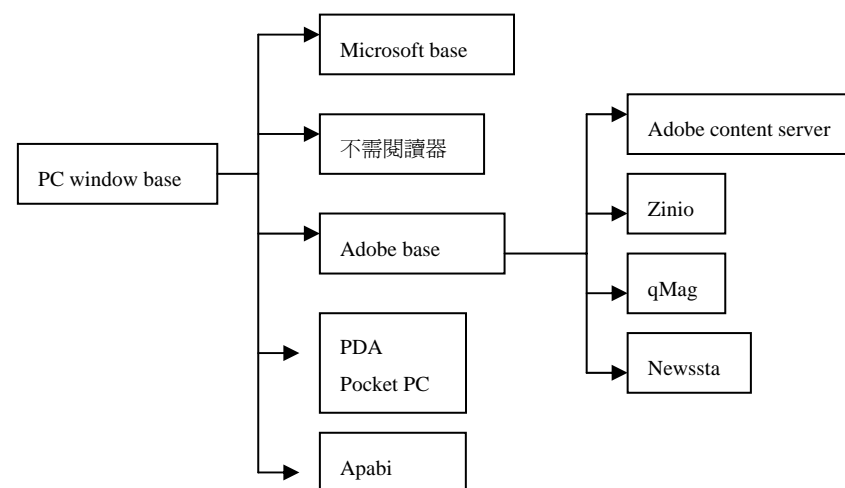 PC window base
Microsoft base
不需閱讀器
Adobe base
PDA
Pocket PC
Apabi
Adobe content server
Zinio
qMag
Newssta